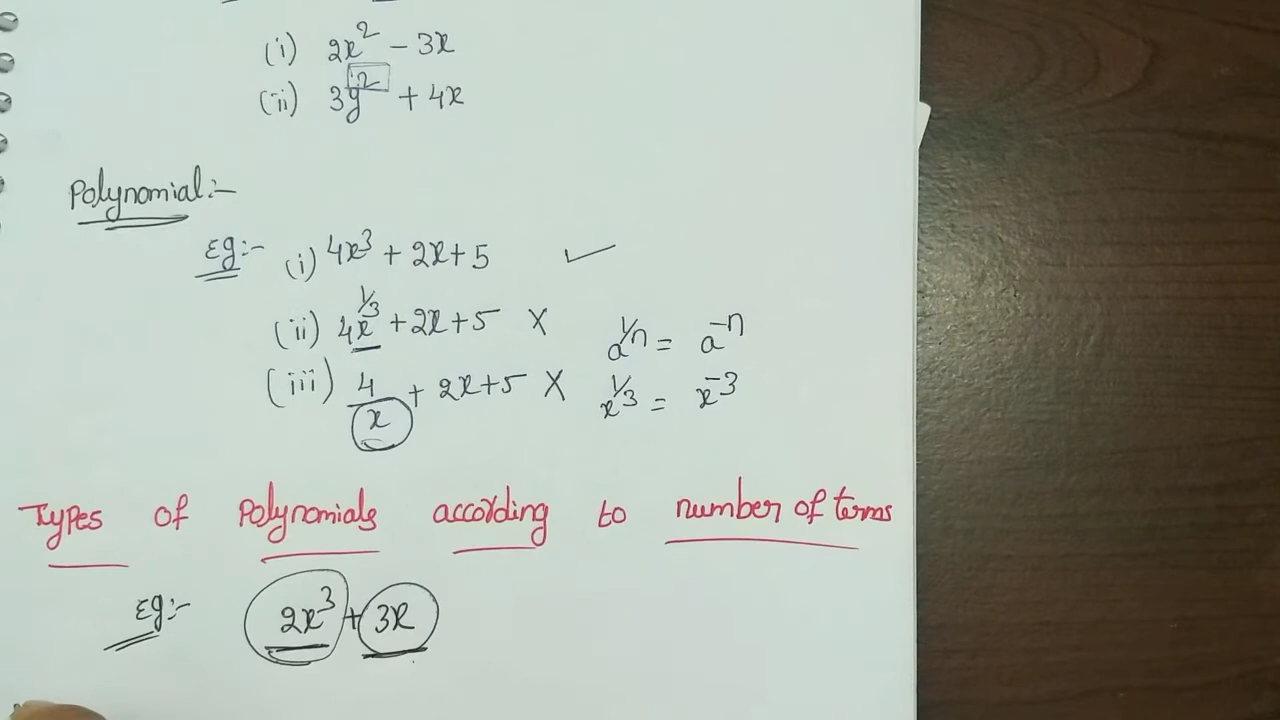 (i) 2x² - 3x
(ii) 3y² + 4x
Polynomial:-
Eg:- (i) 4x³ + 2x + 5 ✓
(ii) 4x^1/3 + 2x + 5 X
a^1/n = a^-n
(iii) 4/x + 2x + 5 X
x^1/3 = x^-3
Types of Polynomials according to number of terms
Eg:- 2x³ + 3x